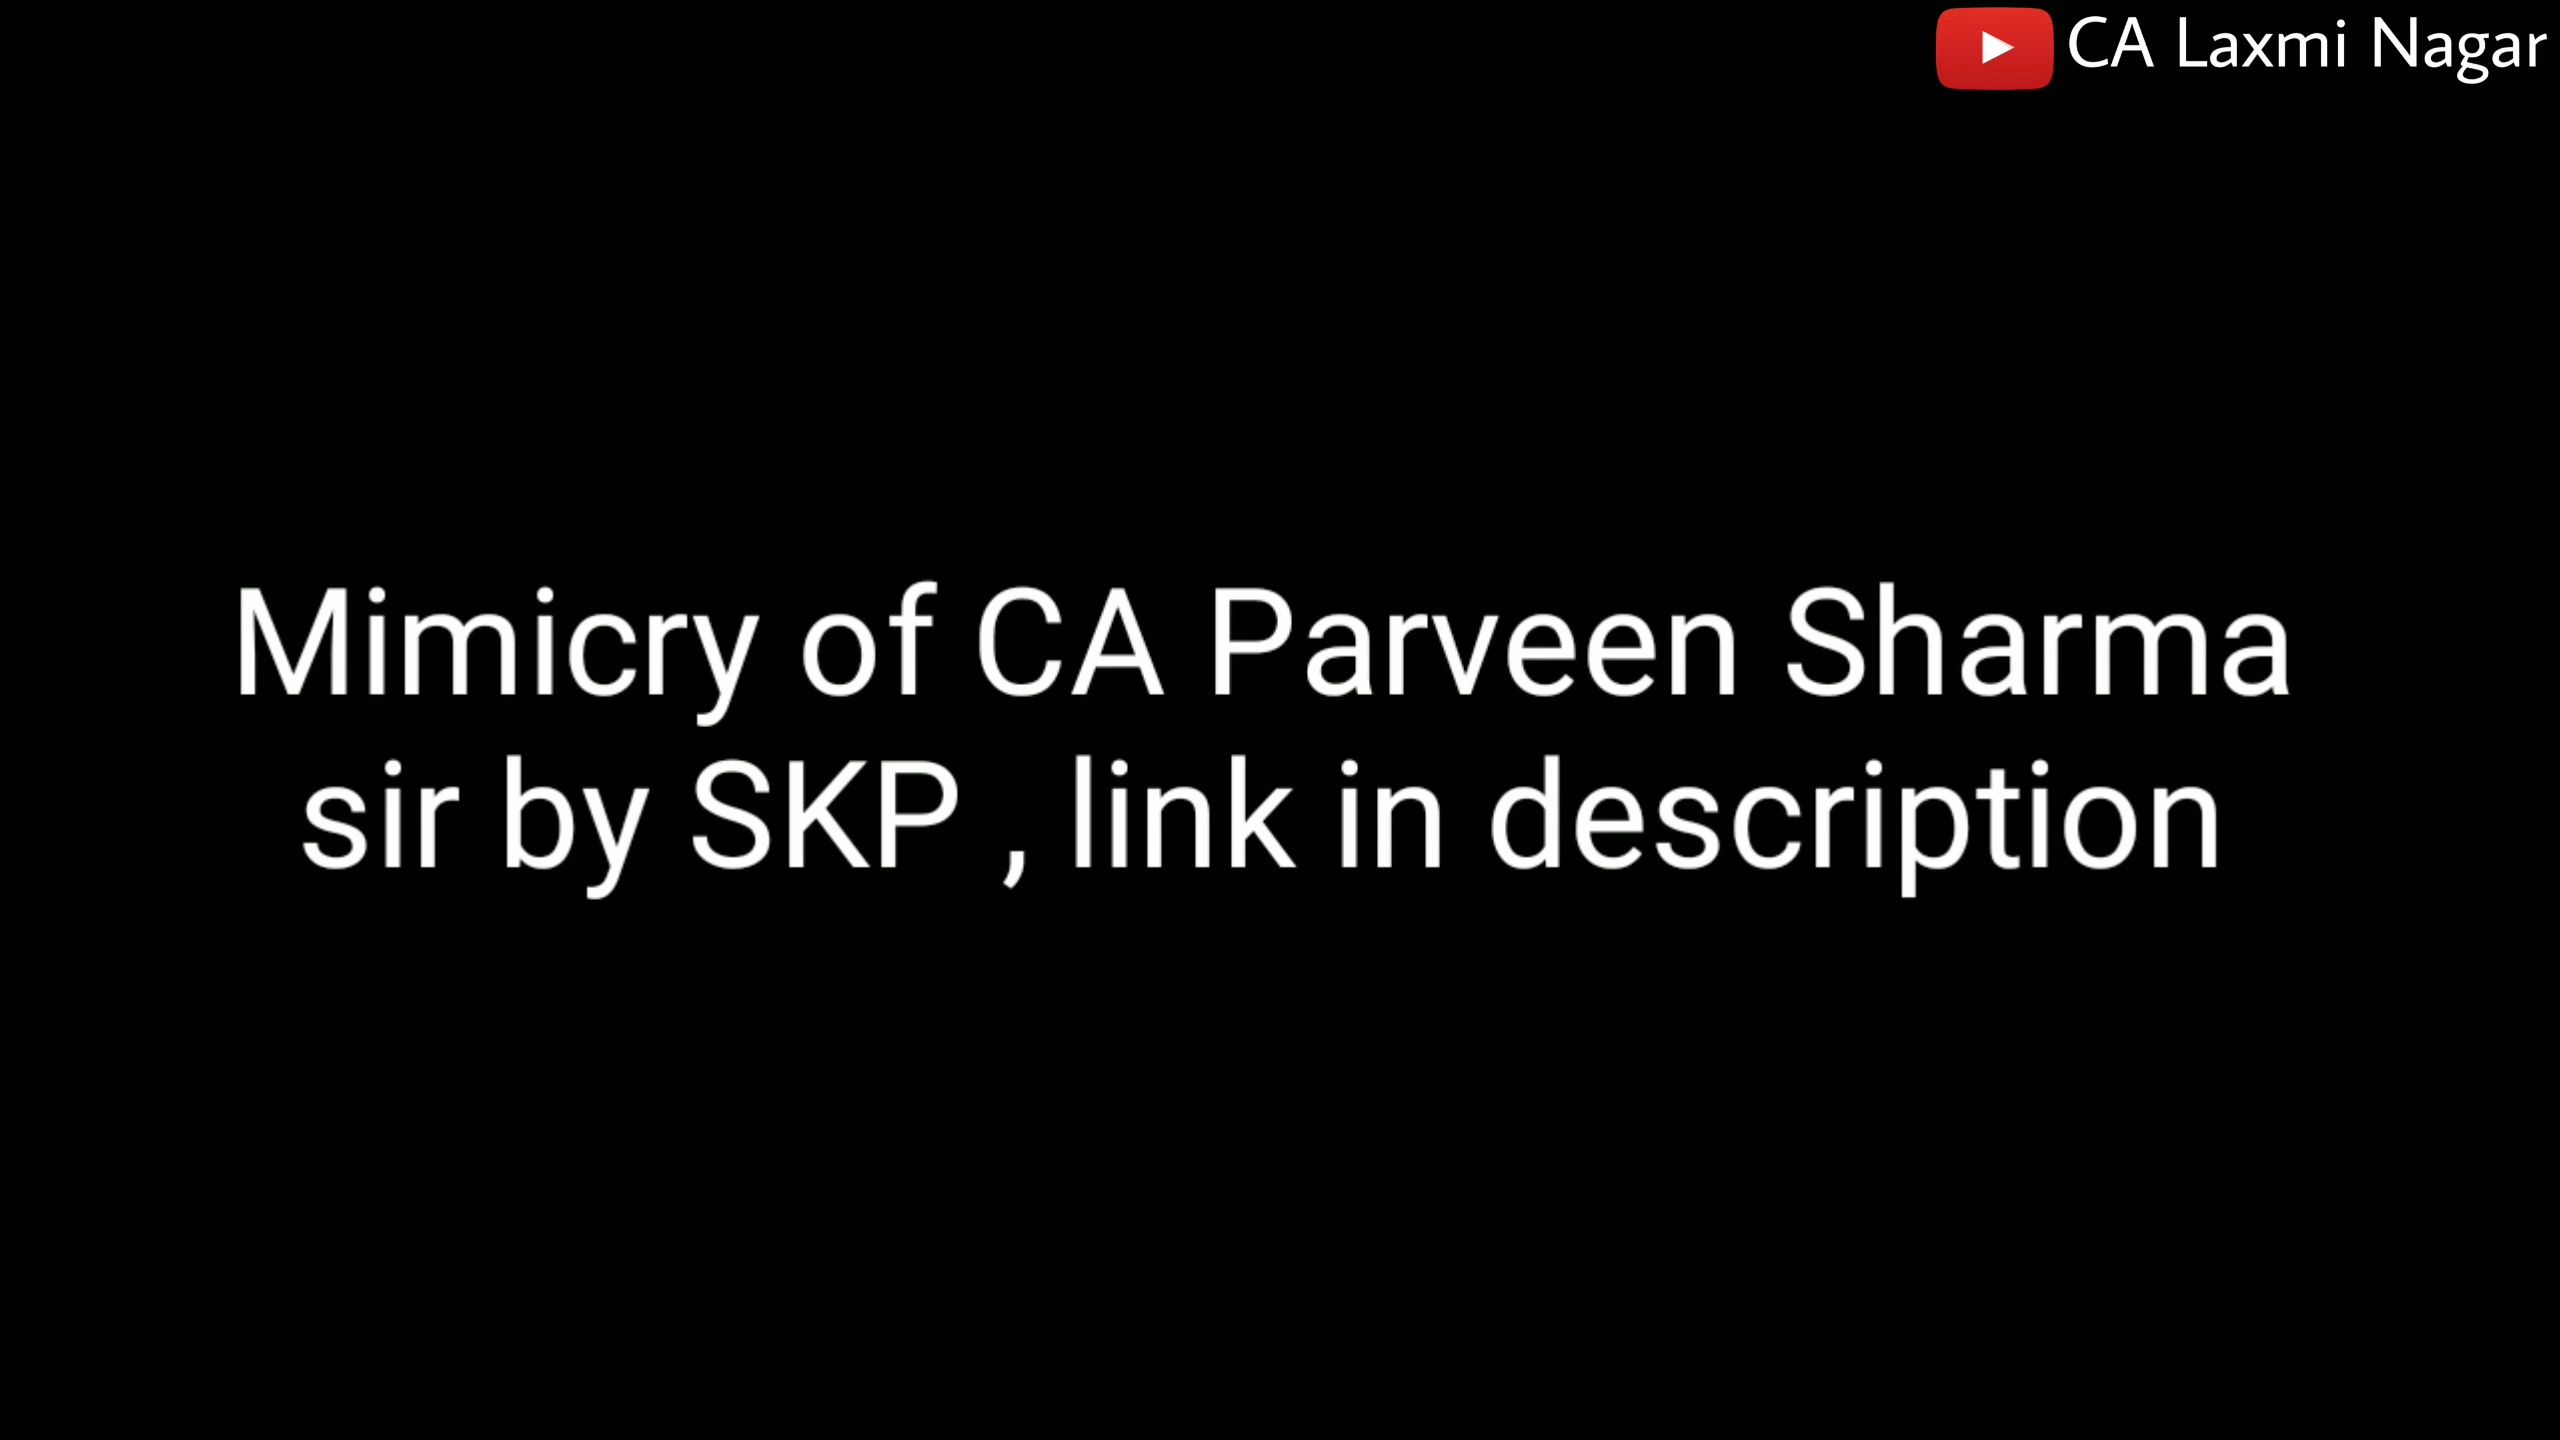 CA Laxmi Nagar
Mimicry of CA Parveen Sharma
sir by SKP , link in description